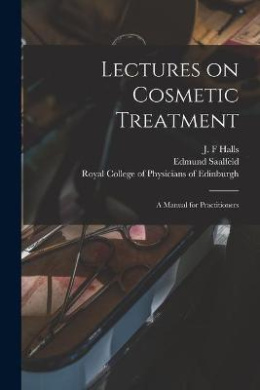 Lectures on
Cosmetic
Treatment
A Manual for Practitioners
J. F Halls
Edmund Saalfeld
Royal College of Physicians of Edinburgh